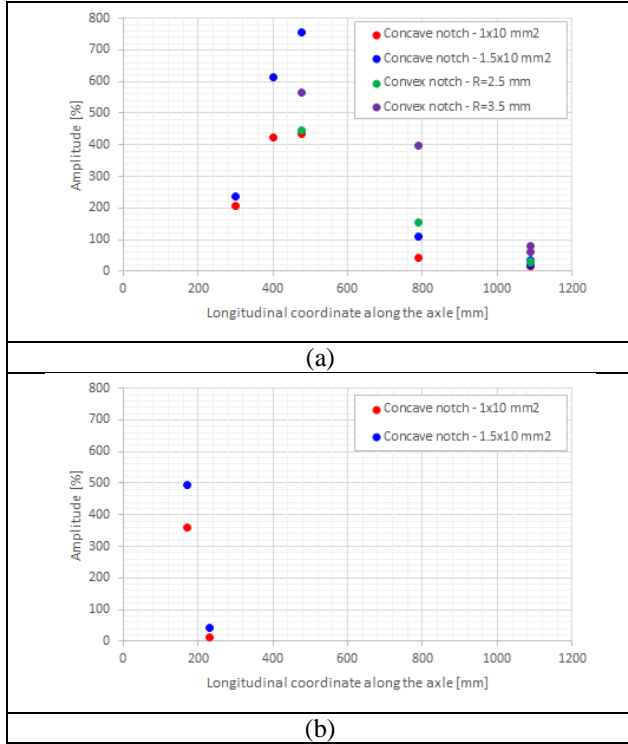 800
700
600
500
400
300
200
100
0
Amplitude [%]
Concave notch - 1x10 mm2
Concave notch - 1.5x10 mm2
Convex notch - R=2.5 mm
Convex notch - R=3.5 mm
0 200 400 600 800 1000 1200
Longitudinal coordinate along the axle [mm]
(a)
800
700
600
500
400
300
200
100
0
Amplitude [%]
Concave notch - 1x10 mm2
Concave notch - 1.5x10 mm2
0 200 400 600 800 1000 1200
Longitudinal coordinate along the axle [mm]
(b)